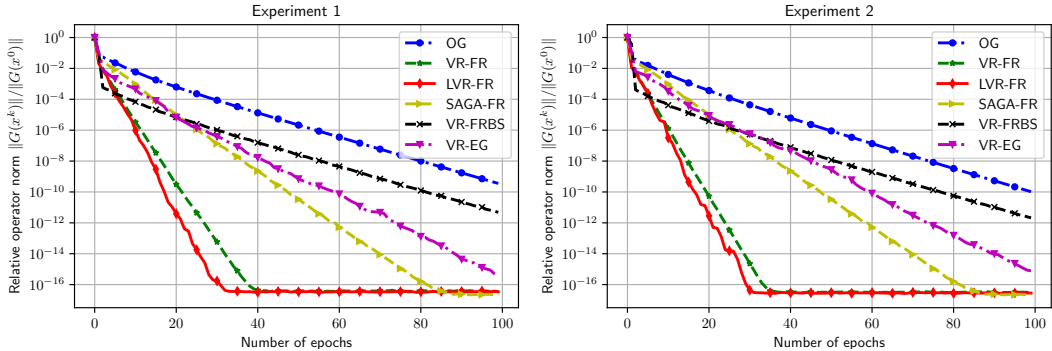 Experiment 1
Relative operator norm ||G(x^k)||/||G(x^0)||
10^0
10^−2
10^−4
10^−6
10^−8
10^−10
10^−12
10^−14
10^−16
OG
VR-FR
LVR-FR
SAGA-FR
VR-FRBS
VR-EG
0
20
40
60
80
100
Number of epochs
Experiment 2
Relative operator norm ||G(x^k)||/||G(x^0)||
10^0
10^−2
10^−4
10^−6
10^−8
10^−10
10^−12
10^−14
10^−16
OG
VR-FR
LVR-FR
SAGA-FR
VR-FRBS
VR-EG
0
20
40
60
80
100
Number of epochs